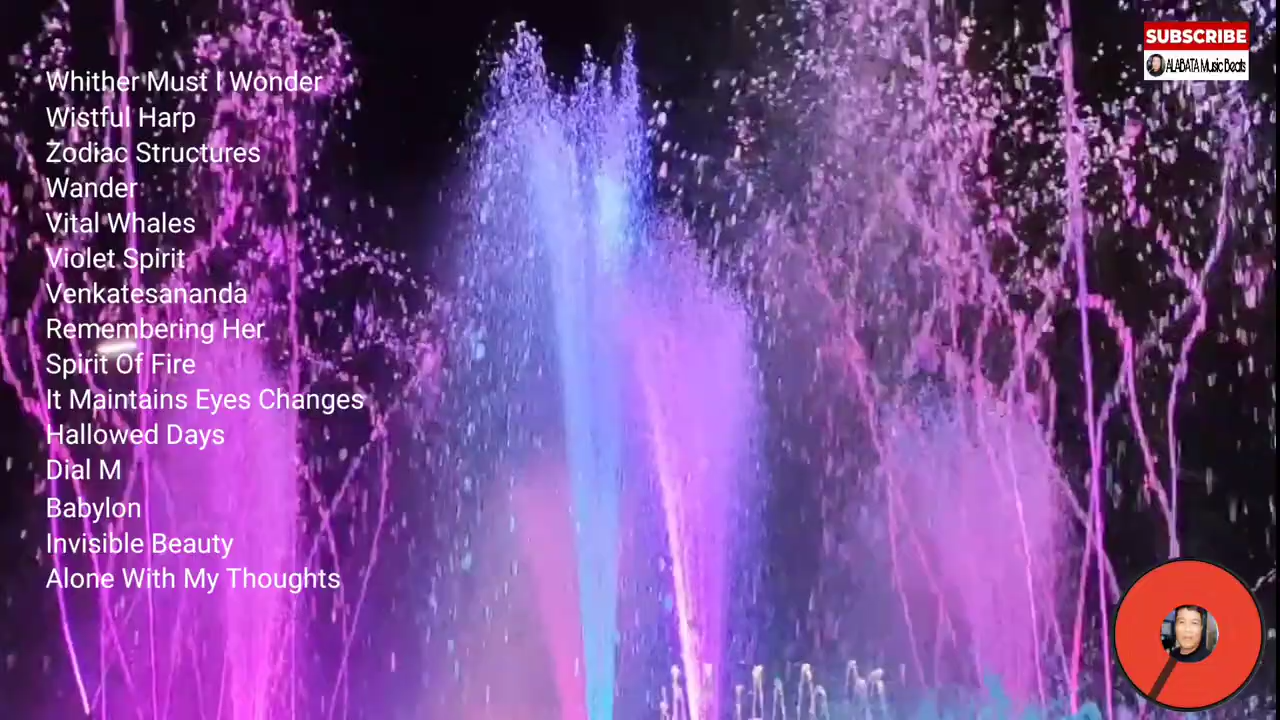 SUBSCRIBE
ALABATA Music Beats
Whither Must I Wonder
Wistful Harp
Zodiac Structures
Wander
Vital Whales
Violet Spirit
Venkatesananda
Remembering Her
Spirit Of Fire
It Maintains Eyes Changes
Hallowed Days
Dial M
Babylon
Invisible Beauty
Alone With My Thoughts